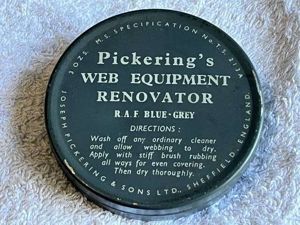 2 OZS. M.S. SPECIFICATION No T.S. 217A
Pickering's
WEB EQUIPMENT
RENOVATOR
R.A.F. BLUE-GREY
DIRECTIONS :
Wash off any ordinary cleaner
and allow webbing to dry.
Apply with stiff brush rubbing
all ways for even covering.
Then dry thoroughly.
JOSEPH PICKERING & SONS LTD., SHEFFIELD, ENGLAND.